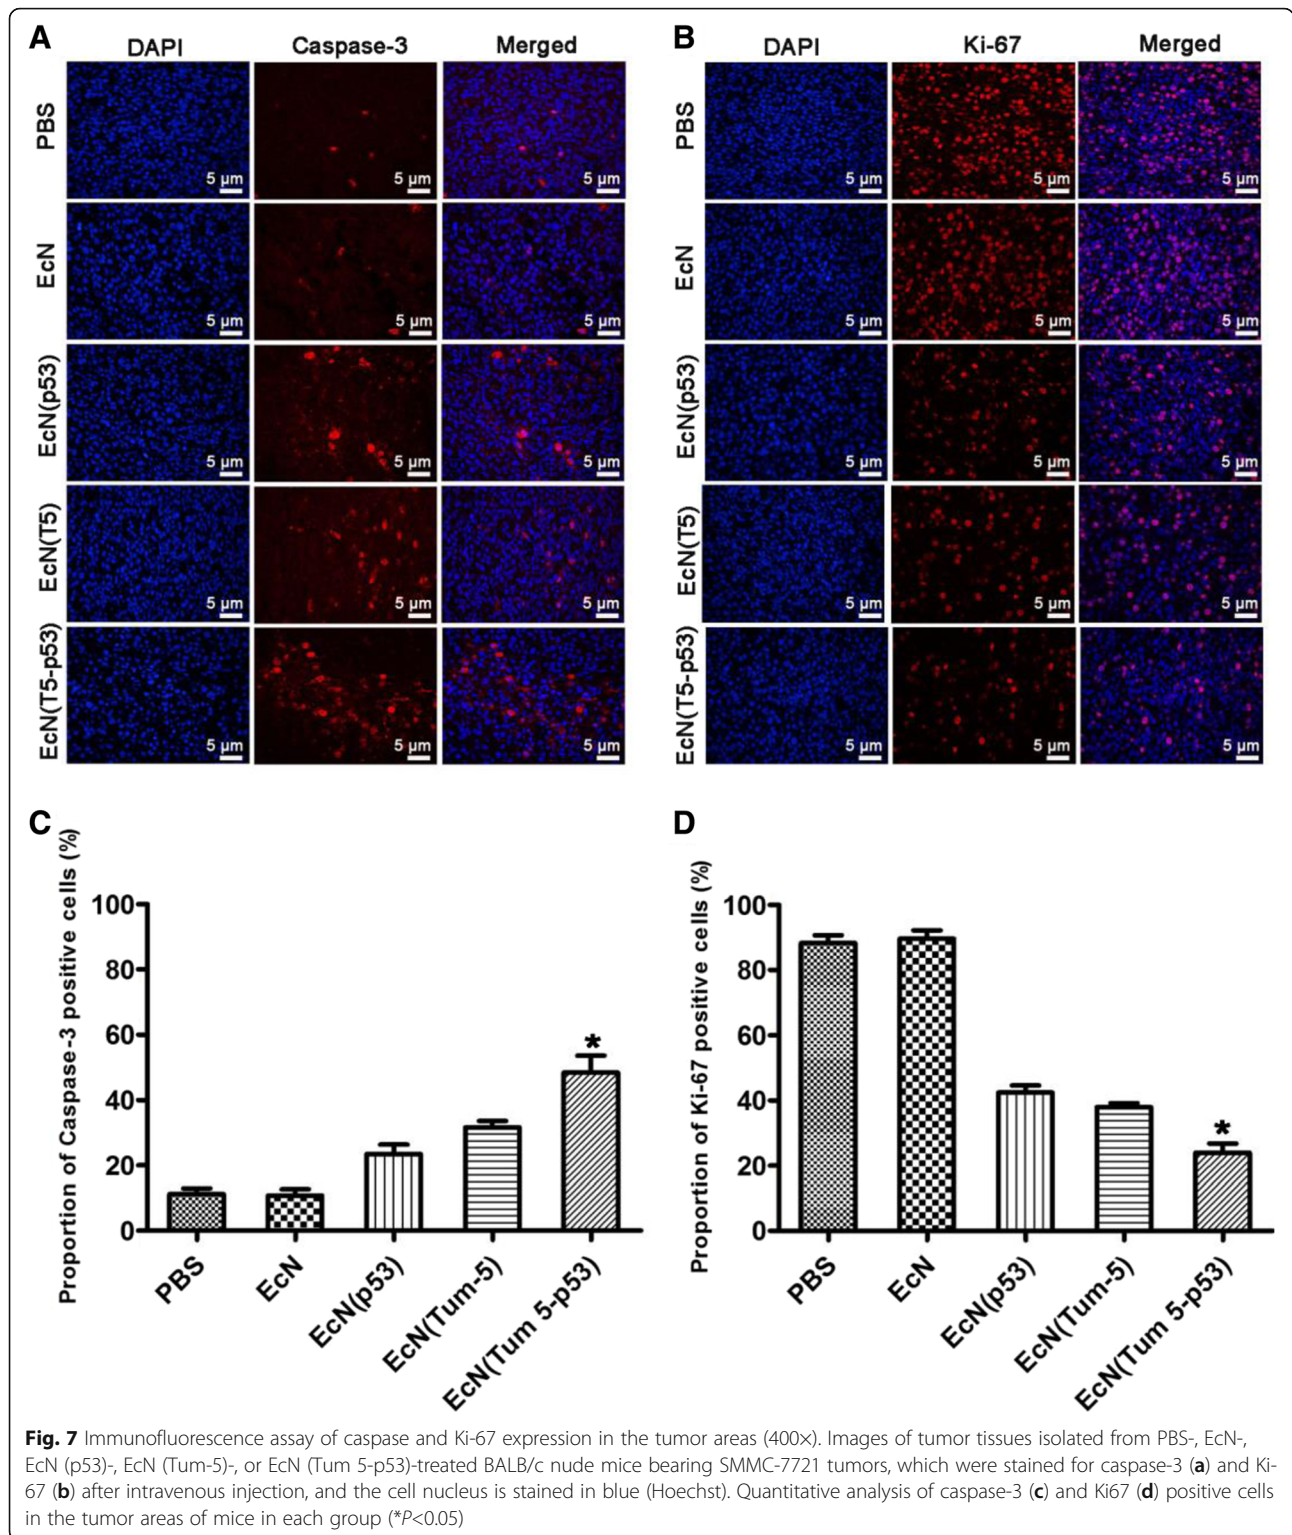 A
DAPI Caspase-3 Merged
PBS
5 µm 5 µm 5 µm
EcN
5 µm 5 µm 5 µm
EcN(p53)
5 µm 5 µm 5 µm
EcN(T5)
5 µm 5 µm 5 µm
EcN(T5-p53)
5 µm 5 µm 5 µm
B
DAPI Ki-67 Merged
PBS
5 µm 5 µm 5 µm
EcN
5 µm 5 µm 5 µm
EcN(p53)
5 µm 5 µm 5 µm
EcN(T5)
5 µm 5 µm 5 µm
EcN(T5-p53)
5 µm 5 µm 5 µm
C
Proportion of Caspase-3 positive cells (%)
100
80
60
40
20
0
*
PBS
EcN
EcN(p53)
EcN(Tum-5)
EcN(Tum 5-p53)
D
Proportion of Ki-67 positive cells (%)
100
80
60
40
20
0
*
PBS
EcN
EcN(p53)
EcN(Tum-5)
EcN(Tum 5-p53)
Fig. 7 Immunofluorescence assay of caspase and Ki-67 expression in the tumor areas (400×). Images of tumor tissues isolated from PBS-, EcN-,
EcN (p53)-, EcN (Tum-5)-, or EcN (Tum 5-p53)-treated BALB/c nude mice bearing SMMC-7721 tumors, which were stained for caspase-3 (a) and Ki-
67 (b) after intravenous injection, and the cell nucleus is stained in blue (Hoechst). Quantitative analysis of caspase-3 (c) and Ki67 (d) positive cells
in the tumor areas of mice in each group (*P<0.05)